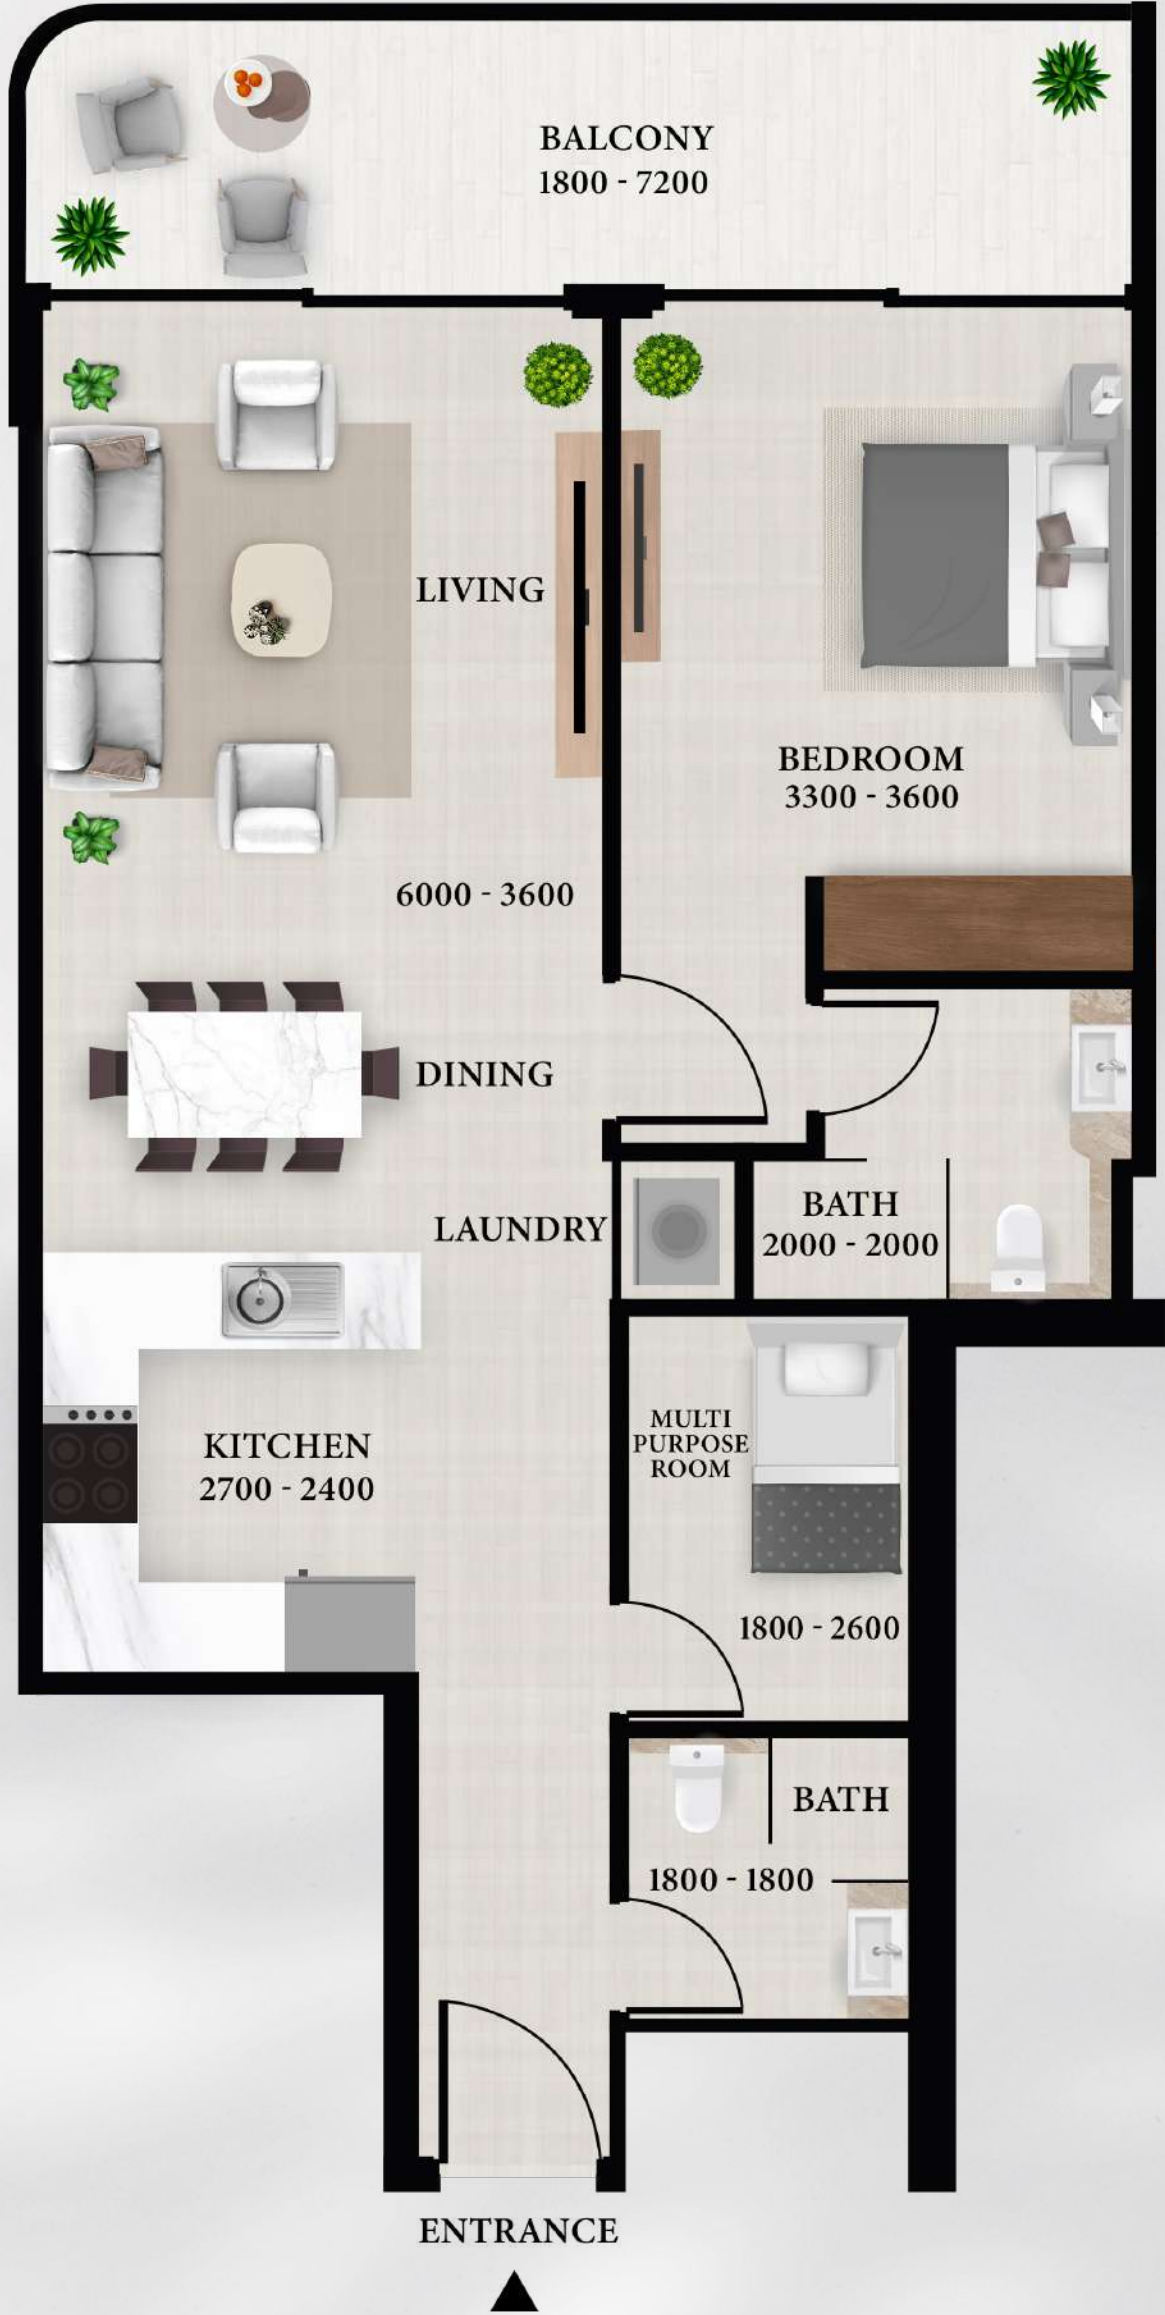 BALCONY
1800 - 7200
LIVING
BEDROOM
3300 - 3600
6000 - 3600
DINING
LAUNDRY
BATH
2000 - 2000
KITCHEN
2700 - 2400
MULTI
PURPOSE
ROOM
1800 - 2600
BATH
1800 - 1800
ENTRANCE